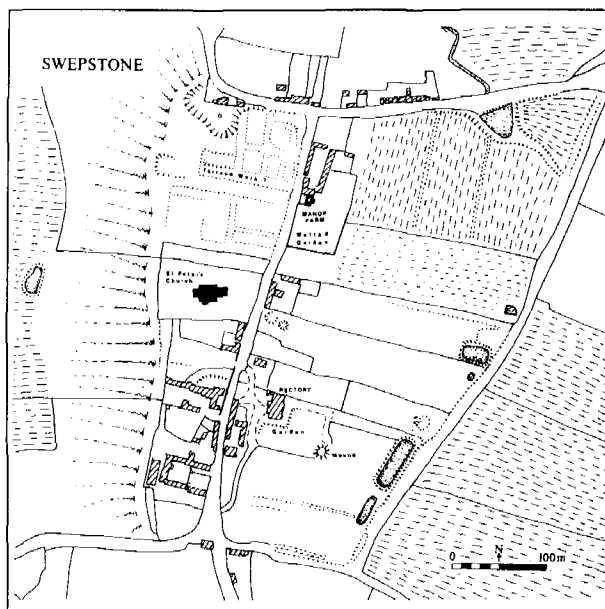 SWEPSTONE
MANOR
FARM
Walled
Garden
St Peter's
Church
RECTORY
Garden
Mound
N
0 100m